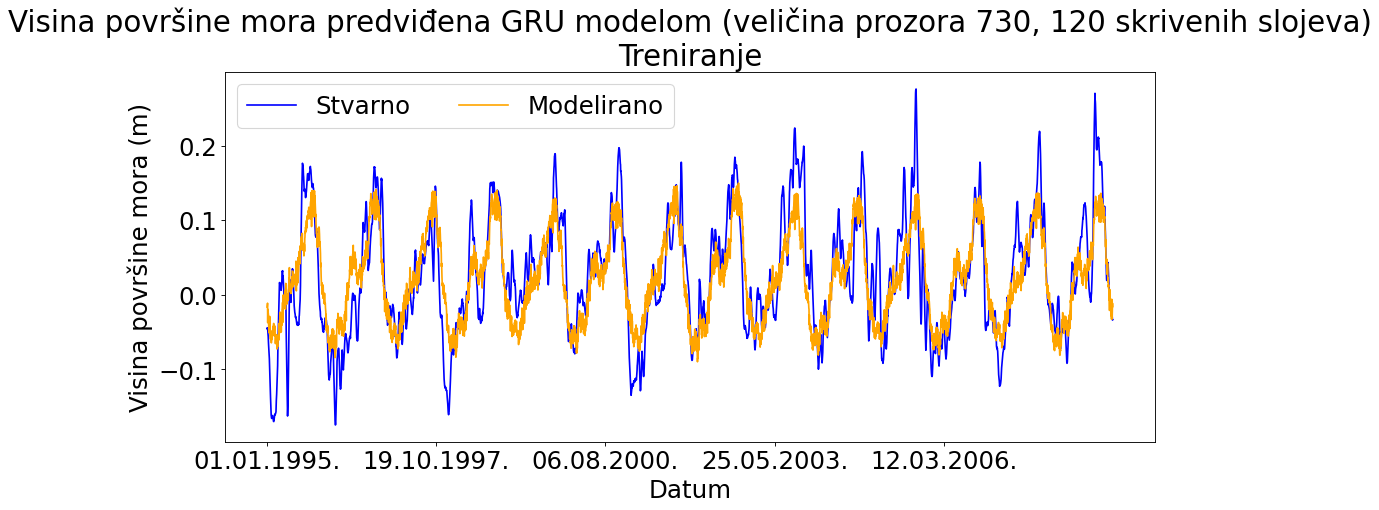 Visina površine mora predviđena GRU modelom (veličina prozora 730, 120 skrivenih slojeva)
Treniranje
Stvarno
Modelirano
Visina površine mora (m)
0.2
0.1
0.0
−0.1
01.01.1995.
19.10.1997.
06.08.2000.
25.05.2003.
12.03.2006.
Datum